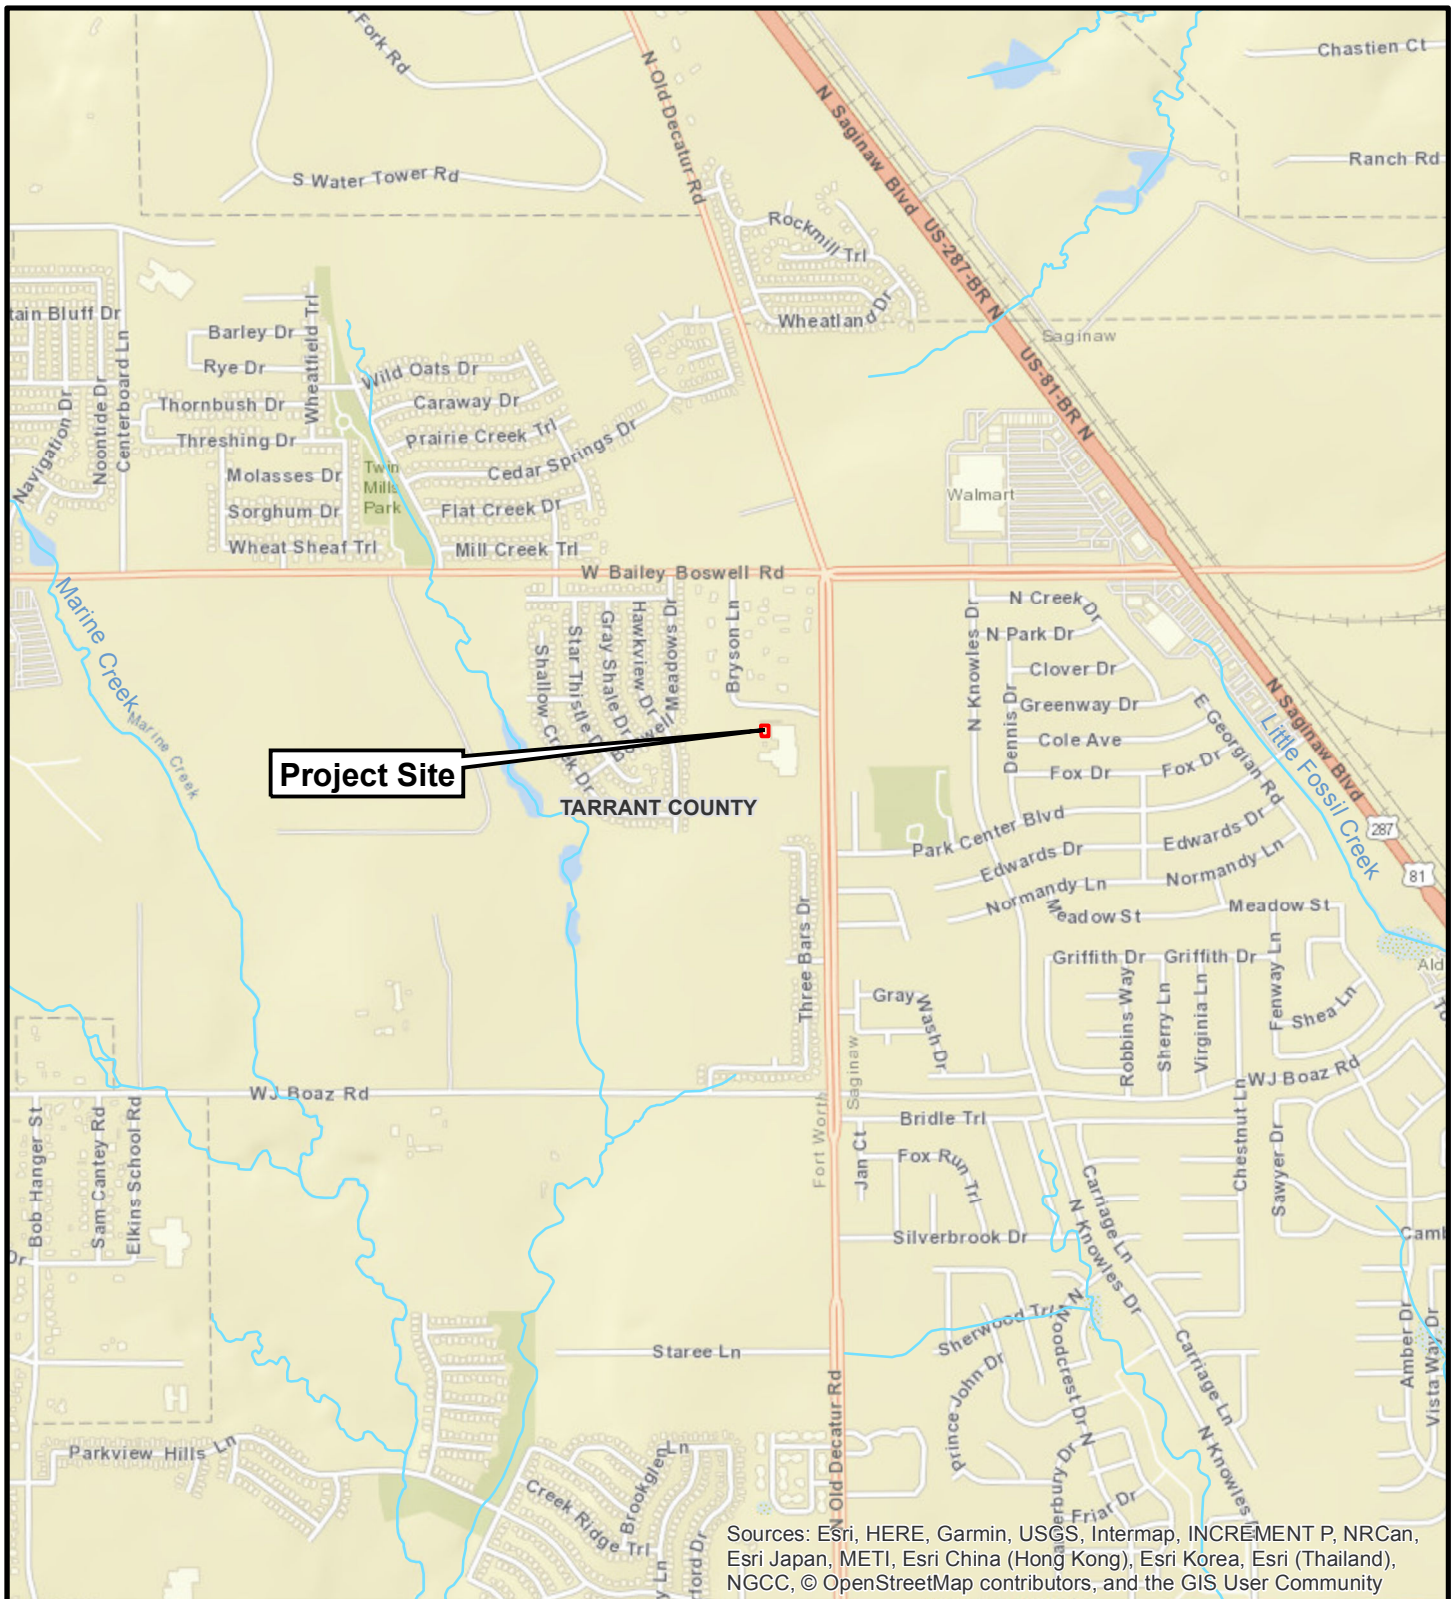 Fork Rd
N Old Decatur Rd
N Saginaw Blvd
US-287-BR N
Chastien Ct
Ranch Rd
S Water Tower Rd
Rockmill Trl
Wheatland Dr
Saginaw
US-81-BR N
tain Bluff Dr
Barley Dr
Rye Dr
Wheatfield Trl
Wild Oats Dr
Caraway Dr
Thornbush Dr
Prairie Creek Trl
Threshing Dr
Cedar Springs Dr
Navigation Dr
Noontide Dr
Centerboard Ln
Molasses Dr
Twin
Mills
Park
Sorghum Dr
Flat Creek Dr
Wheat Sheaf Trl
Mill Creek Trl
Walmart
W Bailey Boswell Rd
Marine Creek
Marine Creek
Shallow Creek Dr
Star Thistle Dr
Gray Shale Dr
Hawkview Dr
Meadows Dr
Bryson Ln
N Knowles Dr
Dennis Dr
N Creek Dr
N Park Dr
Clover Dr
Greenway Dr
Cole Ave
Fox Dr
Fox Dr
E Georgian Rd
N Saginaw Blvd
Little Fossil Creek
287
81
Project Site
TARRANT COUNTY
Park Center Blvd
Edwards Dr
Edwards Dr
Normandy Ln
Normandy Ln
Meadow St
Meadow St
Three Bars Dr
Griffith Dr
Griffith Dr
Fenway Ln
Ald
Gray Wash Dr
Robbins Way
Sherry Ln
Virginia Ln
Shea Ln
WJ Boaz Rd
WJ Boaz Rd
Fort Worth
Saginaw
Bridle Trl
Jan Ct
Fox Run Trl
Chestnut Ln
Sawyer Dr
Bob Hanger St
Sam Cantey Rd
Elkins School Rd
Dr
Silverbrook Dr
Carriage Ln
N Knowles Dr
Sherwood Trl
N Woodcrest Dr N
Staree Ln
Prince John Dr
Carriage Ln
Amber Dr
Vista Way Dr
Parkview Hills Ln
Brookglen Ln
Creek Ridge Trl
N Old Decatur Rd
N Knowles
erbury Dr
Friar Dr
rford Dr
y Ln
Sources: Esri, HERE, Garmin, USGS, Intermap, INCREMENT P, NRCan,
Esri Japan, METI, Esri China (Hong Kong), Esri Korea, Esri (Thailand),
NGCC, © OpenStreetMap contributors, and the GIS User Community